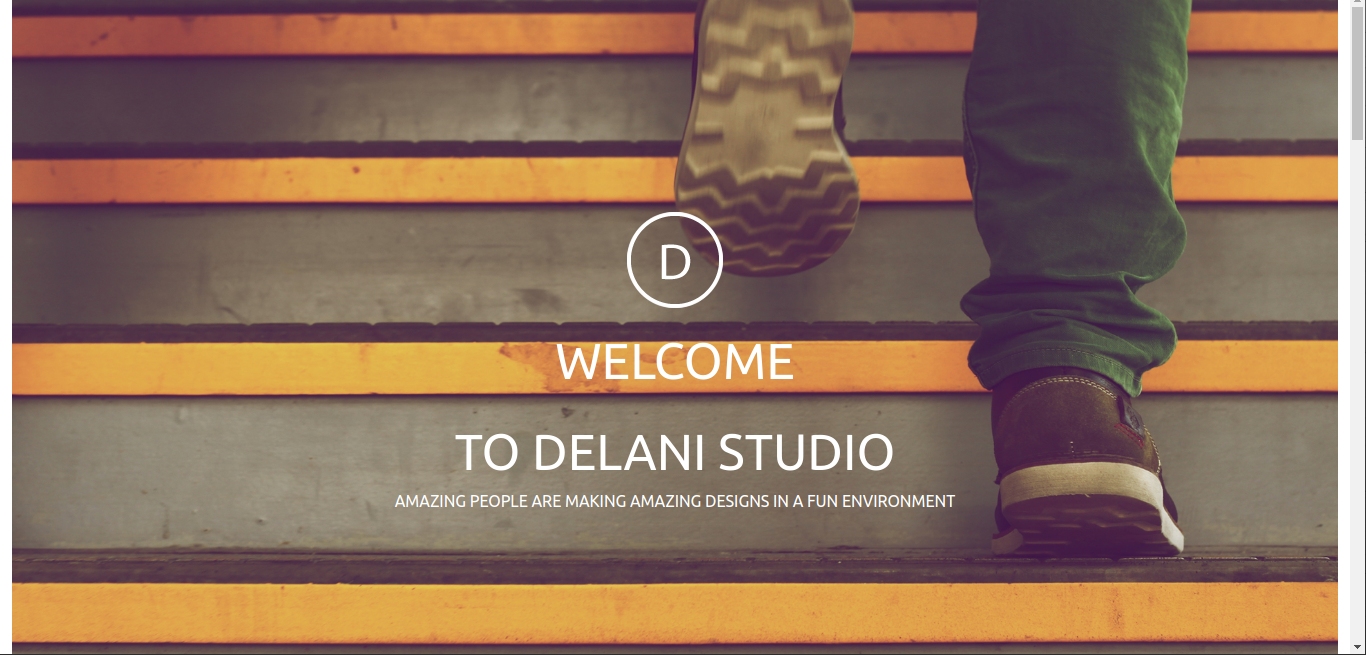 D
WELCOME
TO DELANI STUDIO
AMAZING PEOPLE ARE MAKING AMAZING DESIGNS IN A FUN ENVIRONMENT